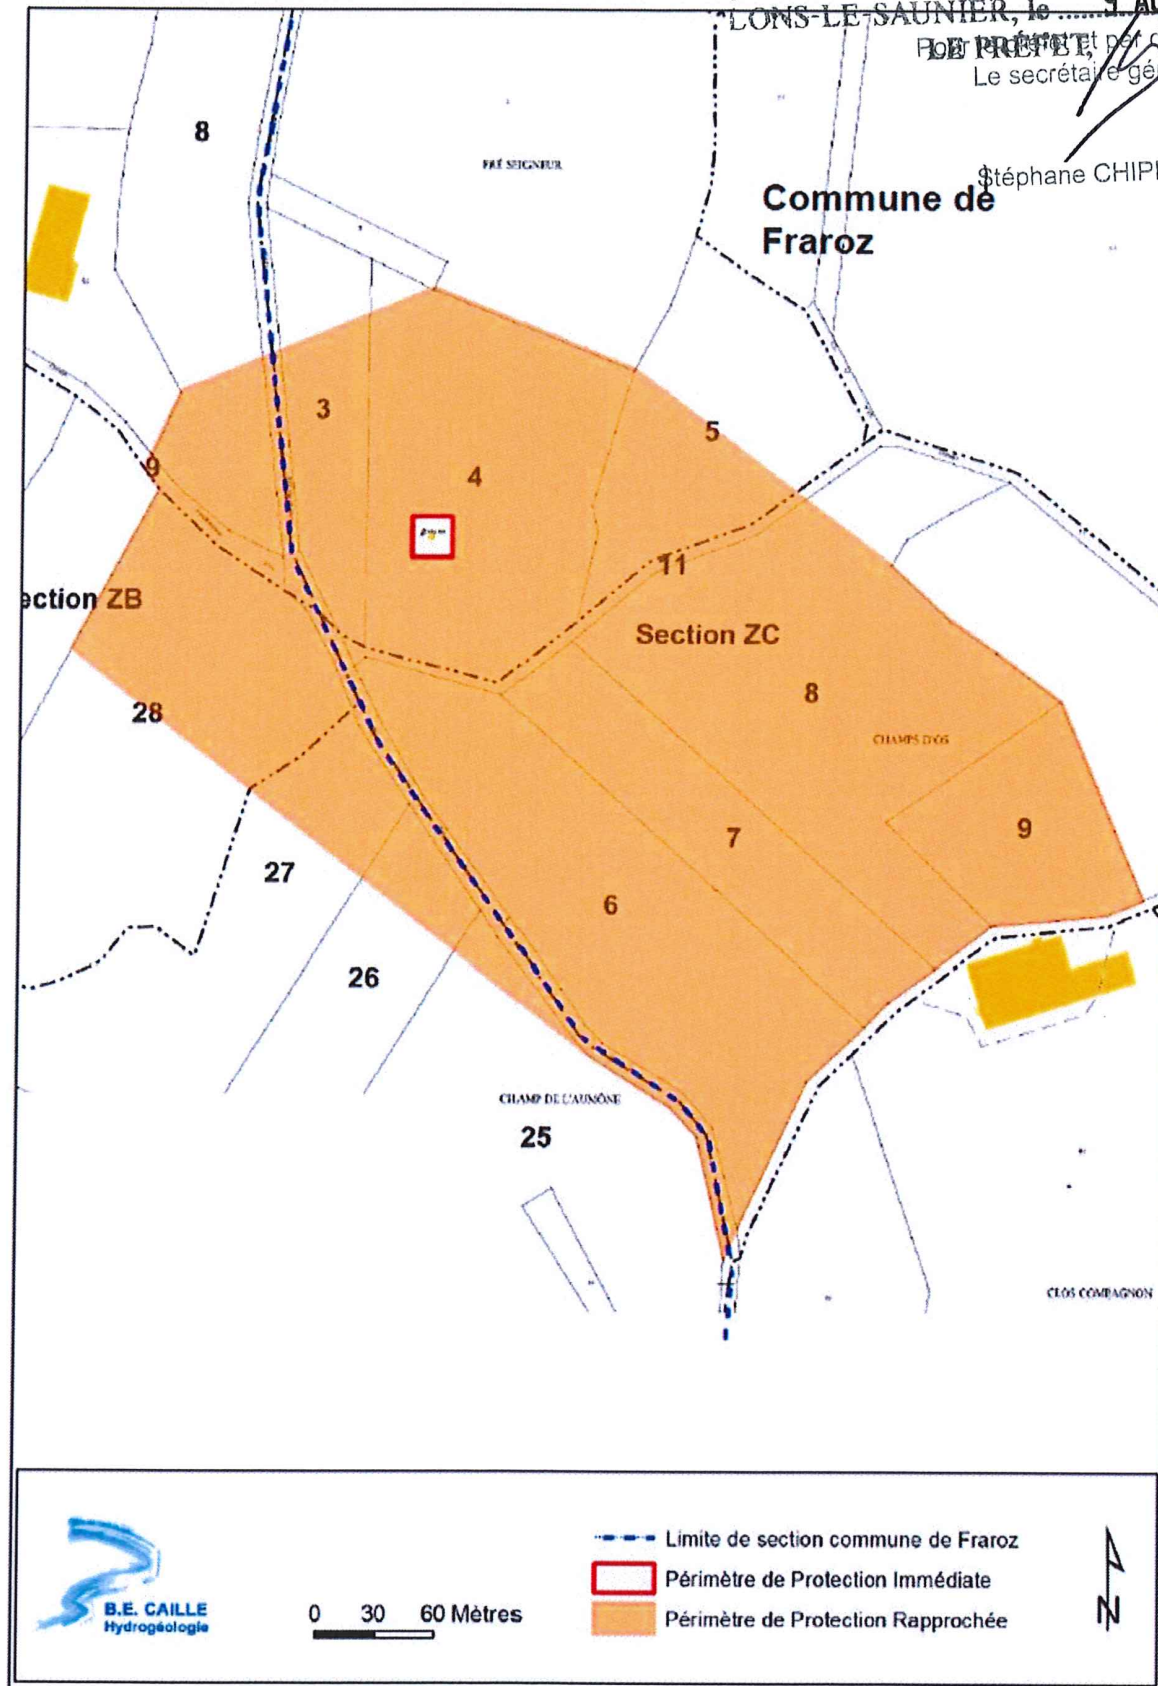 LONS-LE-SAUNIER, le
LE PRÉFET,
Le secrétaire
Stéphane
Commune de
Fraroz
8
PRÉ SEIGNEUR
3
4
5
9
11
ection ZB
Section ZC
8
28
CHAMPS D'OS
7
9
27
6
26
CHAMP DE L'AUMÔNE
25
CLOS COMPAGNON
B.E. CAILLE
Hydrogéologie
0 30 60 Mètres
Limite de section commune de Fraroz
Périmètre de Protection Immédiate
Périmètre de Protection Rapprochée
N